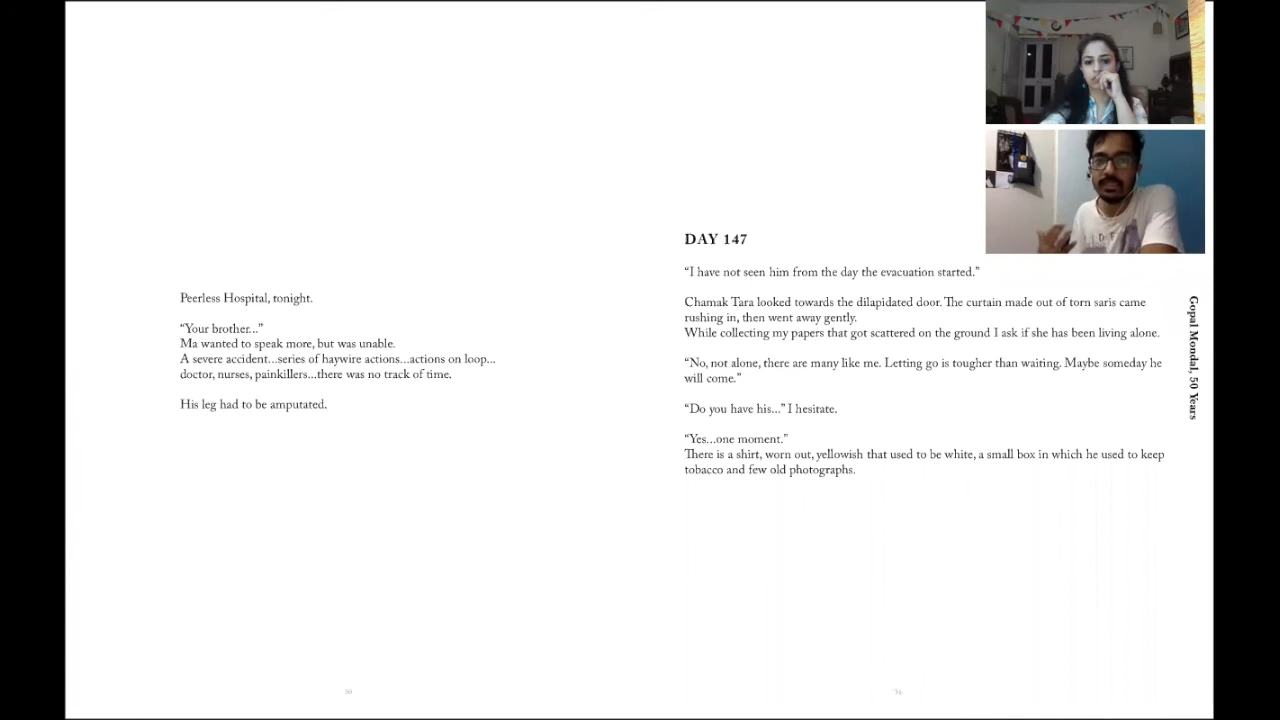 Peerless Hospital, tonight.
“Your brother...”
Ma wanted to speak more, but was unable.
A severe accident...series of haywire actions...actions on loop...
doctor, nurses, painkillers...there was no track of time.
His leg had to be amputated.
DAY 147
“I have not seen him from the day the evacuation started.”
Chamak Tara looked towards the dilapidated door. The curtain made out of torn saris came
rushing in, then went away gently.
While collecting my papers that got scattered on the ground I ask if she has been living alone.
“No, not alone, there are many like me. Letting go is tougher than waiting. Maybe someday he
will come.”
“Do you have his...” I hesitate.
“Yes...one moment.”
There is a shirt, worn out, yellowish that used to be white, a small box in which he used to keep
tobacco and few old photographs.
Gopal Mondal, 50 Years